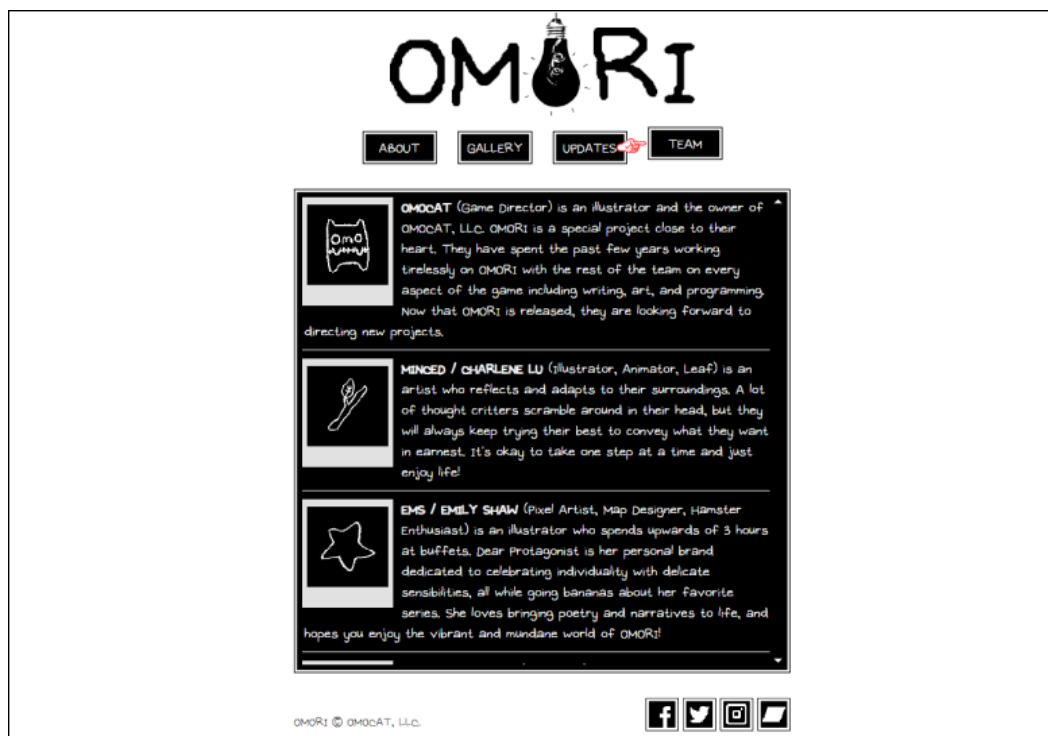 OMORI
ABOUT
GALLERY
UPDATES
TEAM
OMO
OMOCAT (Game Director) is an illustrator and the owner of
OMOCAT, LLC. OMORI is a special project close to their
heart. They have spent the past few years working
tirelessly on OMORI with the rest of the team on every
aspect of the game including writing, art, and programming.
Now that OMORI is released, they are looking forward to
directing new projects.
MINCED / CHARLENE LU (Illustrator, Animator, Leaf) is an
artist who reflects and adapts to their surroundings. A lot
of thought critters scramble around in their head, but they
will always keep trying their best to convey what they want
in earnest. It's okay to take one step at a time and just
enjoy life!
EMS / EMILY SHAW (Pixel Artist, Map Designer, Hamster
Enthusiast) is an illustrator who spends upwards of 3 hours
at buffets. Dear Protagonist is her personal brand
dedicated to celebrating individuality with delicate
sensibilities, all while going bananas about her favorite
series. She loves bringing poetry and narratives to life, and
hopes you enjoy the vibrant and mundane world of OMORI!
OMORI © OMOCAT, LLC.